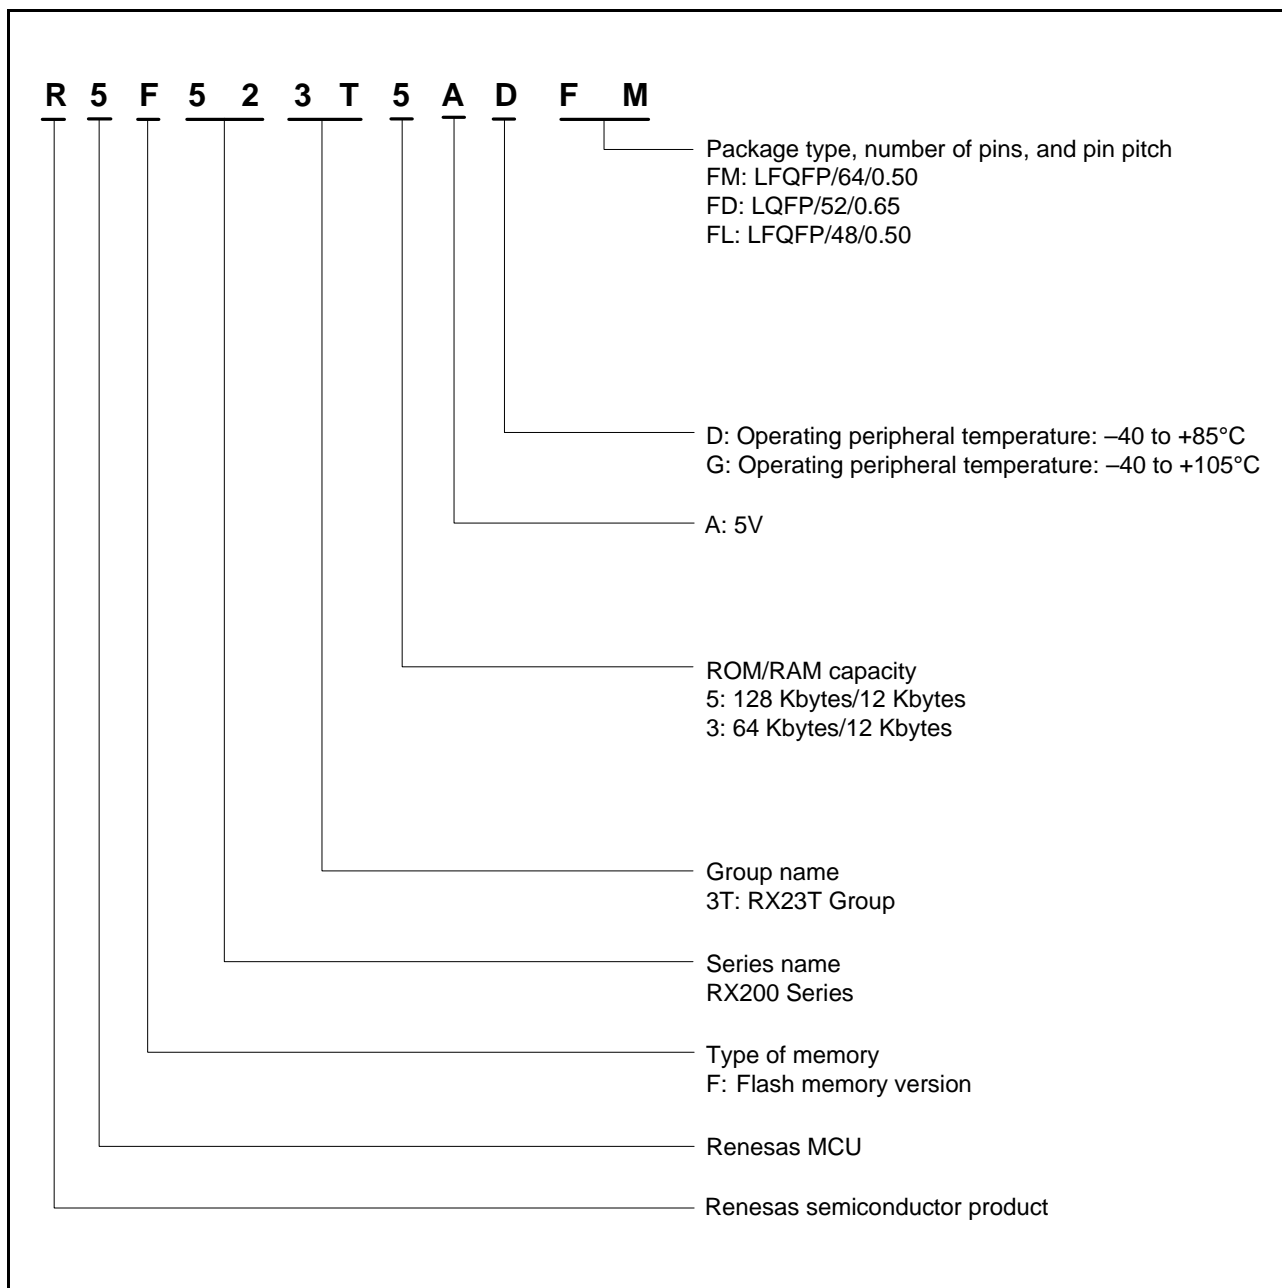 R 5 F 5 2 3 T 5 A D F M
Package type, number of pins, and pin pitch
FM: LFQFP/64/0.50
FD: LQFP/52/0.65
FL: LFQFP/48/0.50
D: Operating peripheral temperature: –40 to +85°C
G: Operating peripheral temperature: –40 to +105°C
A: 5V
ROM/RAM capacity
5: 128 Kbytes/12 Kbytes
3: 64 Kbytes/12 Kbytes
Group name
3T: RX23T Group
Series name
RX200 Series
Type of memory
F: Flash memory version
Renesas MCU
Renesas semiconductor product